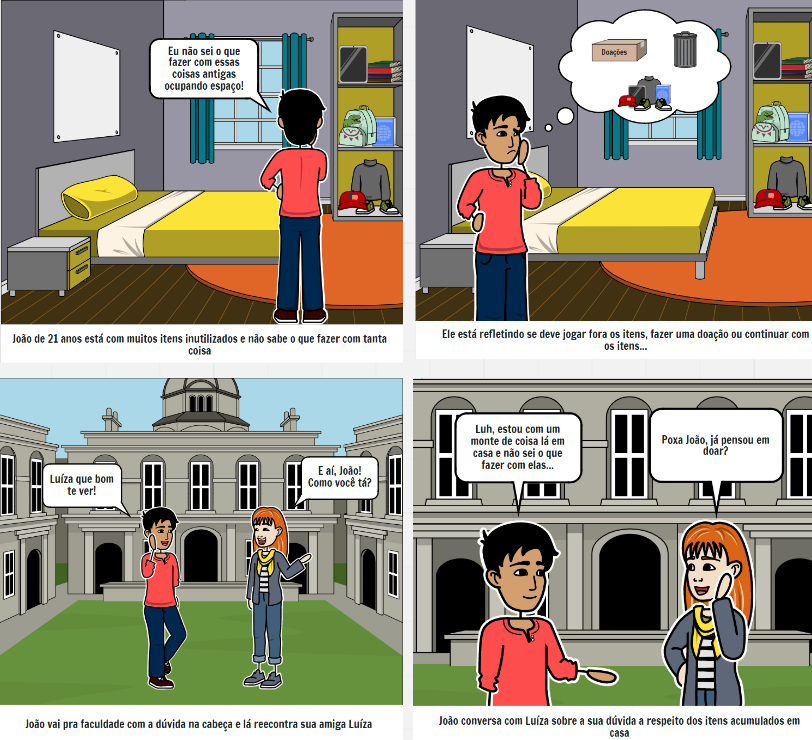 Eu não sei o que
fazer com essas
coisas antigas
ocupando espaço!
João de 21 anos está com muitos itens inutilizados e não sabe o que fazer com tanta
coisa
Doações
Ele está refletindo se deve jogar fora os itens, fazer uma doação ou continuar com
os itens...
Luíza que bom
te ver!
E aí, João!
Como você tá?
João vai pra faculdade com a dúvida na cabeça e lá reecontra sua amiga Luíza
Luh, estou com um
monte de coisa lá em
casa e não sei o que
fazer com elas...
Poxa João, já pensou em
doar?
João conversa com Luíza sobre a sua dúvida a respeito dos itens acumulados em
casa